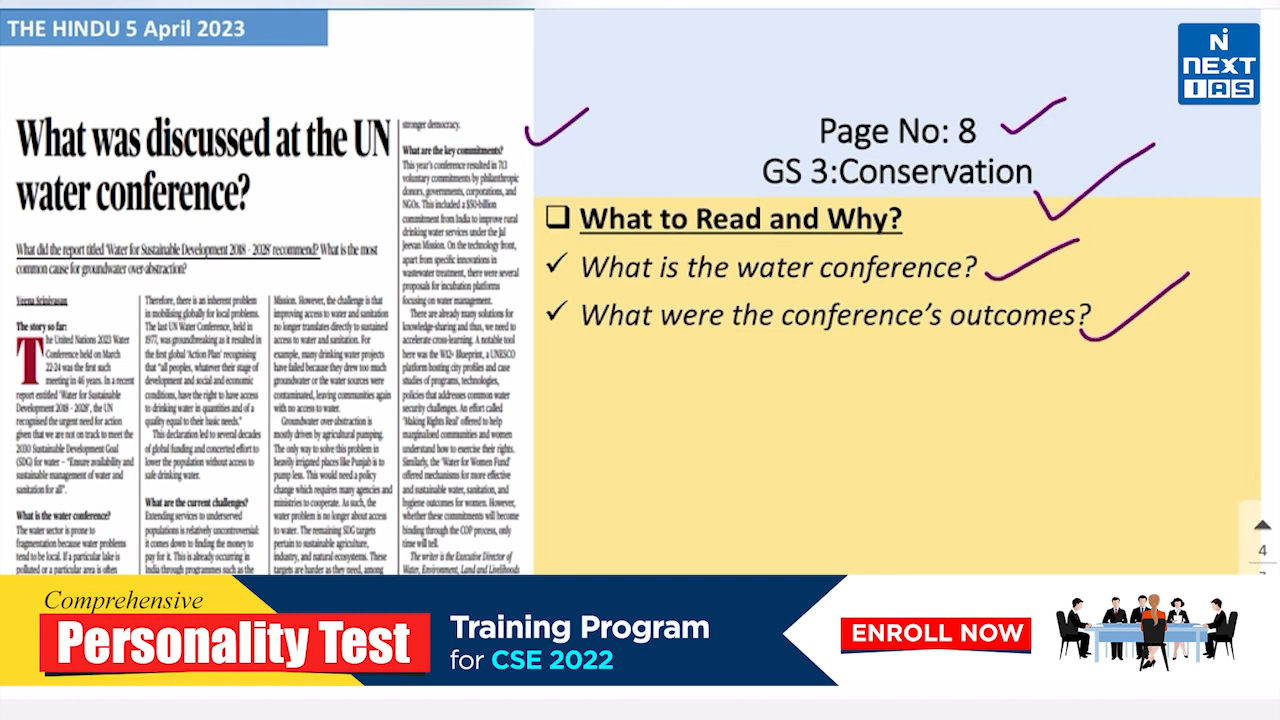 THE HINDU 5 April 2023
NEXT
IAS
What was discussed at the UN
water conference?
What did the report titled 'Water for Sustainable Development 2018 - 2028' recommend? What is the most
common cause for groundwater over-abstraction?
Veena Srinivasan
The story so far:
The United Nations 2023 Water
Conference held on March
22-24 was the first such
meeting in 46 years. In a recent
report entitled 'Water for Sustainable
Development 2018 - 2028', the UN
recognised the urgent need for action
given that we are not on track to meet the
2030 Sustainable Development Goal
(SDG) for water – "Ensure availability and
sustainable management of water and
sanitation for all".
What is the water conference?
The water sector is prone to
fragmentation because water problems
tend to be local. If a particular lake is
polluted or a particular area is often
Therefore, there is an inherent problem
in mobilising globally for local problems.
The last UN Water Conference, held in
1977, was groundbreaking as it resulted in
the first global 'Action Plan' recognising
that "all peoples, whatever their stage of
development and social and economic
conditions, have the right to have access
to drinking water in quantities and of a
quality equal to their basic needs."
This declaration led to several decades
of global funding and concerted effort to
lower the population without access to
safe drinking water.
What are the current challenges?
Extending services to underserved
populations is relatively uncontroversial:
it comes down to finding the money to
pay for it. This is already occurring in
India through programmes such as the
Mission. However, the challenge is that
improving access to water and sanitation
no longer translates directly to sustained
access to water and sanitation. For
example, many drinking water projects
have failed because they drew too much
groundwater or the water sources were
contaminated, leaving communities again
with no access to water.
Groundwater over-abstraction is
mostly driven by agricultural pumping.
The only way to solve this problem in
heavily irrigated places like Punjab is to
pump less. This would need a policy
change which requires many agencies and
ministries to cooperate. As such, the
water problem is no longer about access
to water. The remaining SDG targets
pertain to sustainable agriculture,
industry, and natural ecosystems. These
targets are harder as they need, among
stronger democracy.
What are the key commitments?
This year's conference resulted in 713
voluntary commitments by philanthropic
donors, governments, corporations, and
NGOs. This included a $50-billion
commitment from India to improve rural
drinking water services under the Jal
Jeevan Mission. On the technology front,
apart from specific innovations in
wastewater treatment, there were several
proposals for incubation platforms
focusing on water management.
There are already many solutions for
knowledge-sharing and thus, we need to
accelerate cross-learning. A notable tool
here was the W12+ Blueprint, a UNESCO
platform hosting city profiles and case
studies of programs, technologies,
policies that addresses common water
security challenges. An effort called
'Making Rights Real' offered to help
marginalised communities and women
understand how to exercise their rights.
Similarly, the 'Water for Women Fund'
offered mechanisms for more effective
and sustainable water, sanitation, and
hygiene outcomes for women. However,
whether these commitments will become
binding through the COP process, only
time will tell.
The writer is the Executive Director of
Water, Environment, Land and Livelihoods
Page No: 8
GS 3:Conservation
What to Read and Why?
What is the water conference?
What were the conference's outcomes?
4
Comprehensive
Personality Test
Training Program
for CSE 2022
ENROLL NOW